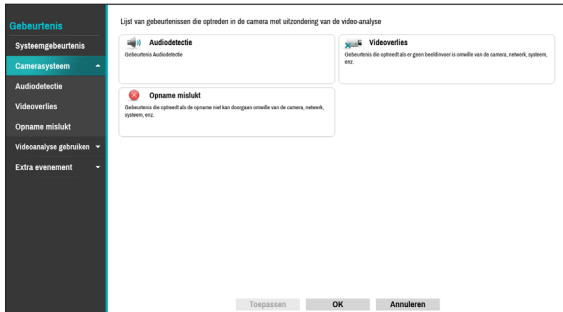 Gebeurtenis
Systeemgebeurtenis
Camerasysteem
Audiodetectie
Videoverlies
Opname mislukt
Videoanalyse gebruiken
Extra evenement
Lijst van gebeurtenissen die optreden in de camera met uitzondering van de video-analyse
Audiodetectie
Gebeurtenis Audiodetectie
Videoverlies
Gebeurtenis die optreedt als er geen beeldinvoer is omwille van de camera, netwerk, systeem,
enz.
Opname mislukt
Gebeurtenis die optreedt als de opname niet kan doorgaan omwille van de camera, netwerk,
systeem, enz.
Toepassen
OK
Annuleren